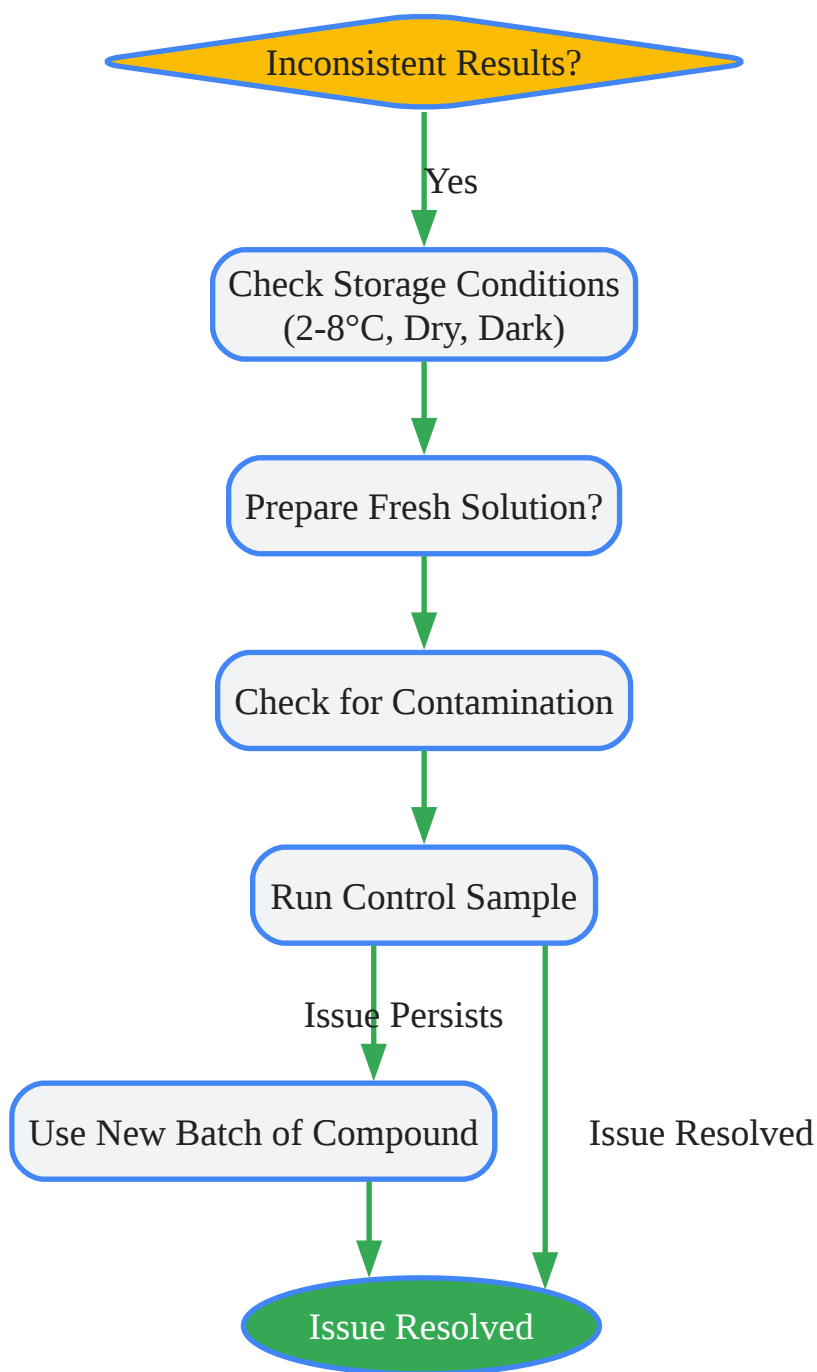 Inconsistent Results?
Yes
Check Storage Conditions
(2-8°C, Dry, Dark)
Prepare Fresh Solution?
Check for Contamination
Run Control Sample
Issue Persists
Use New Batch of Compound
Issue Resolved
Issue Resolved